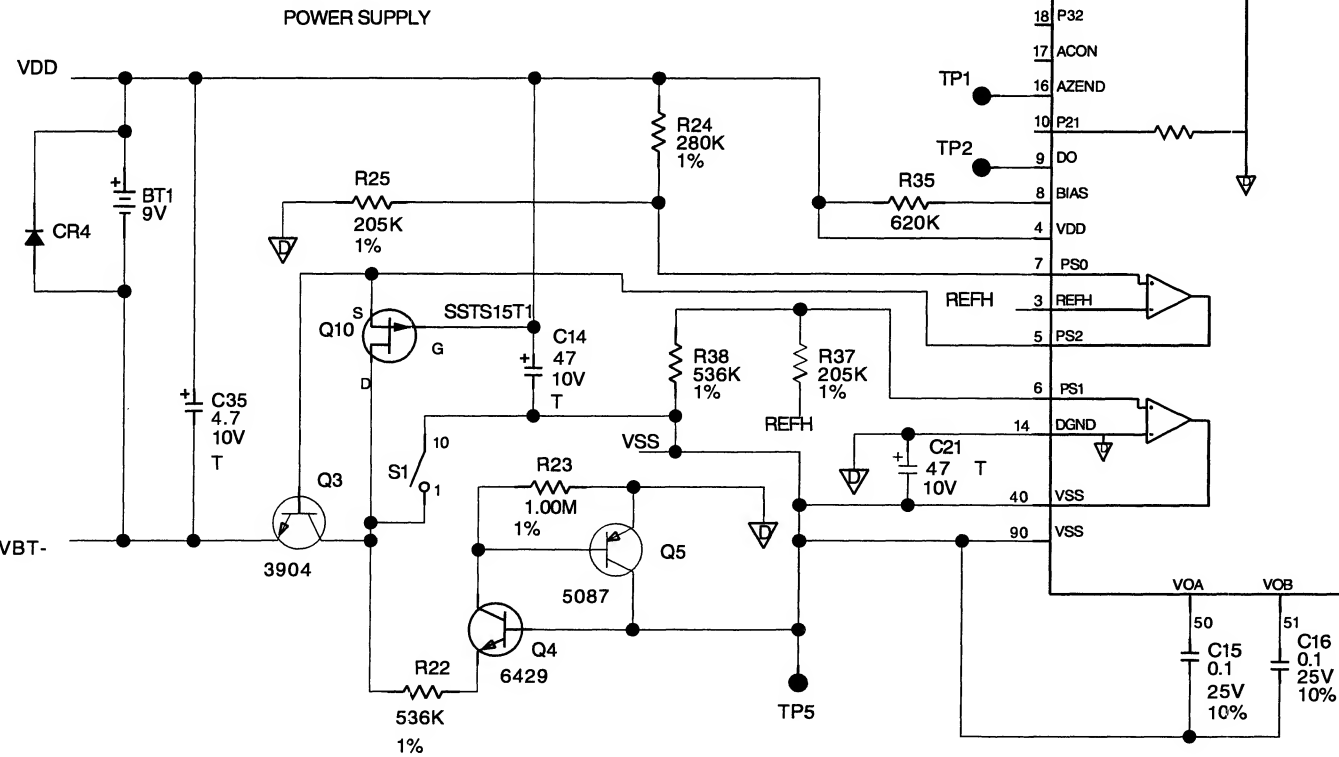 POWER SUPPLY
18 P32
17 ACON
VDD
TP1
16 AZEND
10 P21
TP2
9 DO
D
R24
280K
1%
R25
205K
1%
D
R35
620K
8 BIAS
4 VDD
+
BT1
9V
CR4
7 PS0
REFH
3 REFH
5 PS2
S
Q10
SSTS15T1
G
D
+
C14
47
10V
T
R38
536K
1%
R37
205K
1%
REFH
6 PS1
14 DGND
D
+
C35
4.7
10V
T
10
S1
1
VSS
D
+
C21
47
10V
T
40 VSS
90 VSS
Q3
3904
VBT-
R23
1.00M
1%
D
Q5
5087
Q4
6429
R22
536K
1%
TP5
VOA
VOB
50
51
C15
0.1
25V
10%
C16
0.1
25V
10%